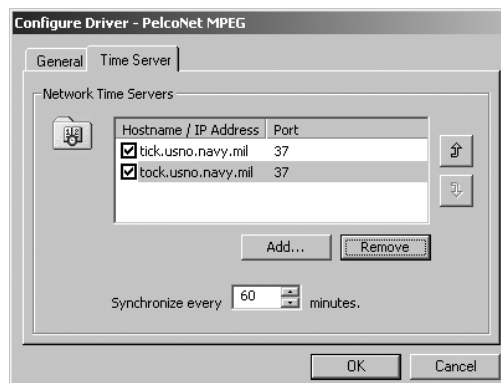 Configure Driver - PelcoNet MPEG
General Time Server
Network Time Servers
Hostname / IP Address Port
tick.usno.navy.mil 37
tock.usno.navy.mil 37
Add... Remove
Synchronize every 60 minutes.
OK Cancel